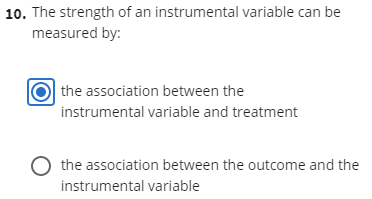 10. The strength of an instrumental variable can be
measured by:
the association between the
instrumental variable and treatment
the association between the outcome and the
instrumental variable